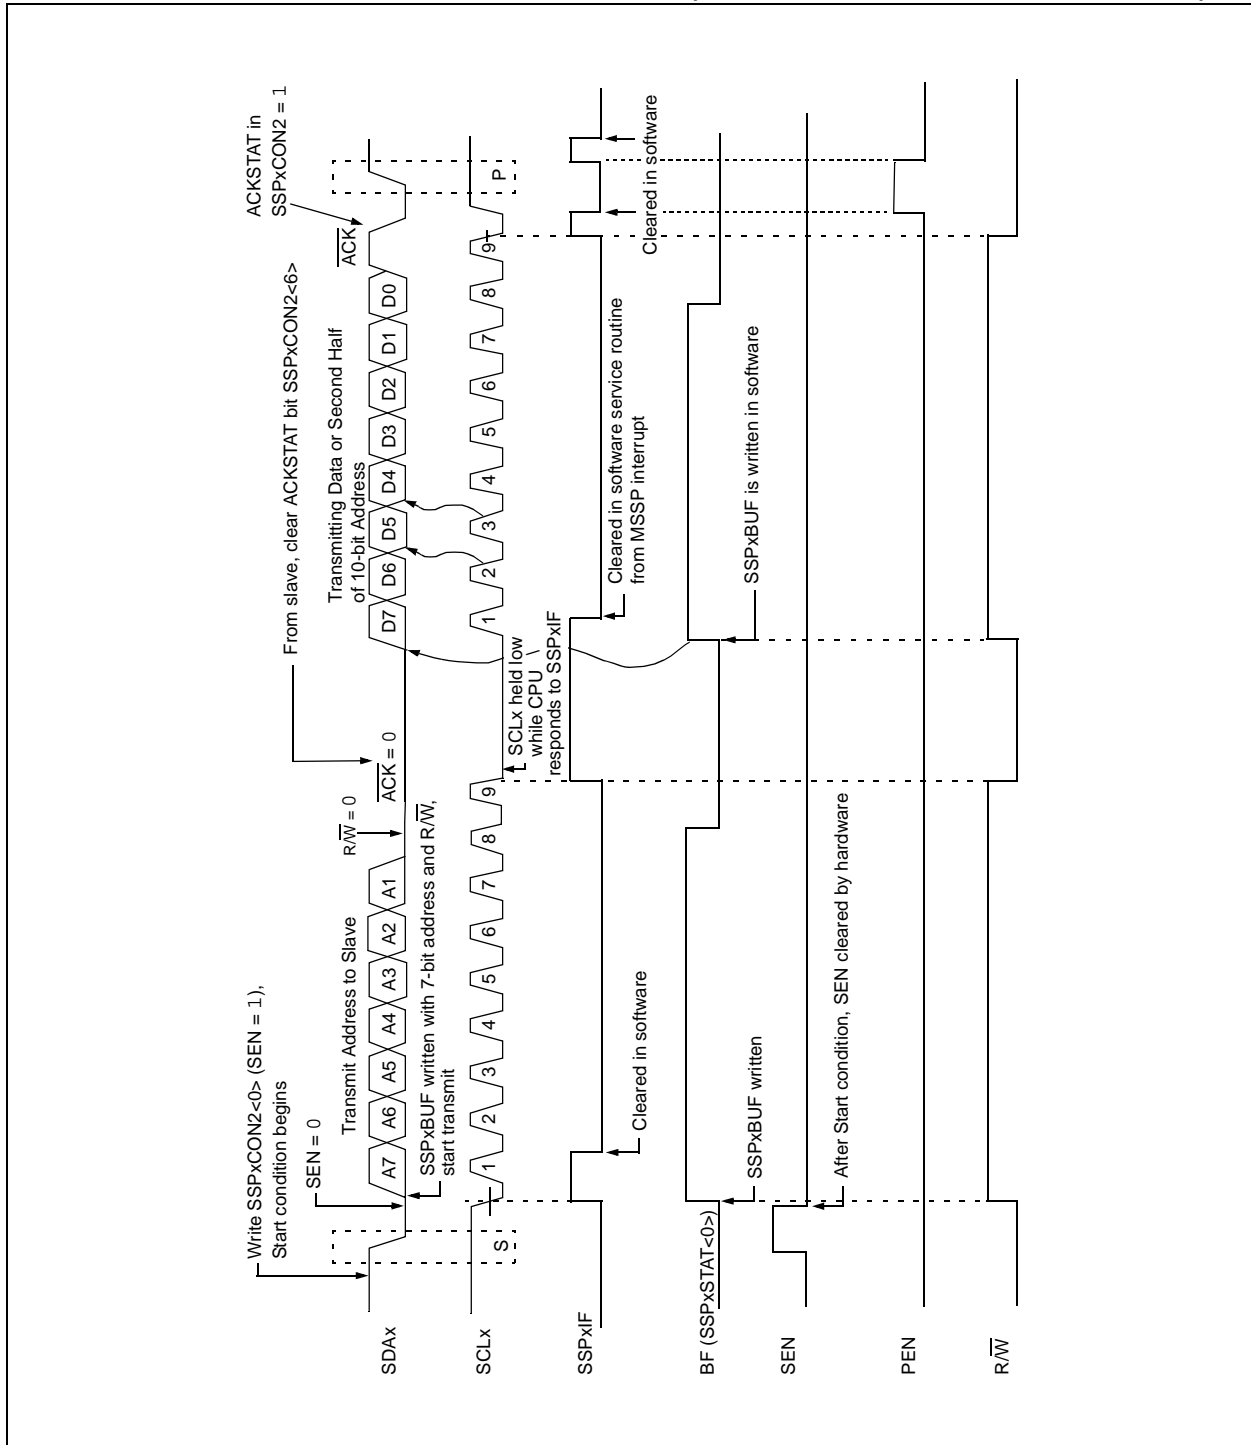 Write SSPxCON2<0> (SEN = 1),
Start condition begins
SEN = 0
Transmit Address to Slave
R/W = 0
From slave, clear ACKSTAT bit SSPxCON2<6>
ACK = 0
Transmitting Data or Second Half
of 10-bit Address
ACKSTAT in
SSPxCON2 = 1
ACK
SDAx
A7
A6
A5
A4
A3
A2
A1
D7
D6
D5
D4
D3
D2
D1
D0
SSPxBUF written with 7-bit address and R/W,
start transmit
SCLx
S
1
2
3
4
5
6
7
8
9
1
2
3
4
5
6
7
8
9
P
SCLx held low
while CPU
responds to SSPxIF
SSPxIF
Cleared in software
Cleared in software service routine
from MSSP interrupt
Cleared in software
Cleared in software
BF (SSPxSTAT<0>)
SSPxBUF written
SSPxBUF is written in software
SEN
After Start condition, SEN cleared by hardware
PEN
R/W